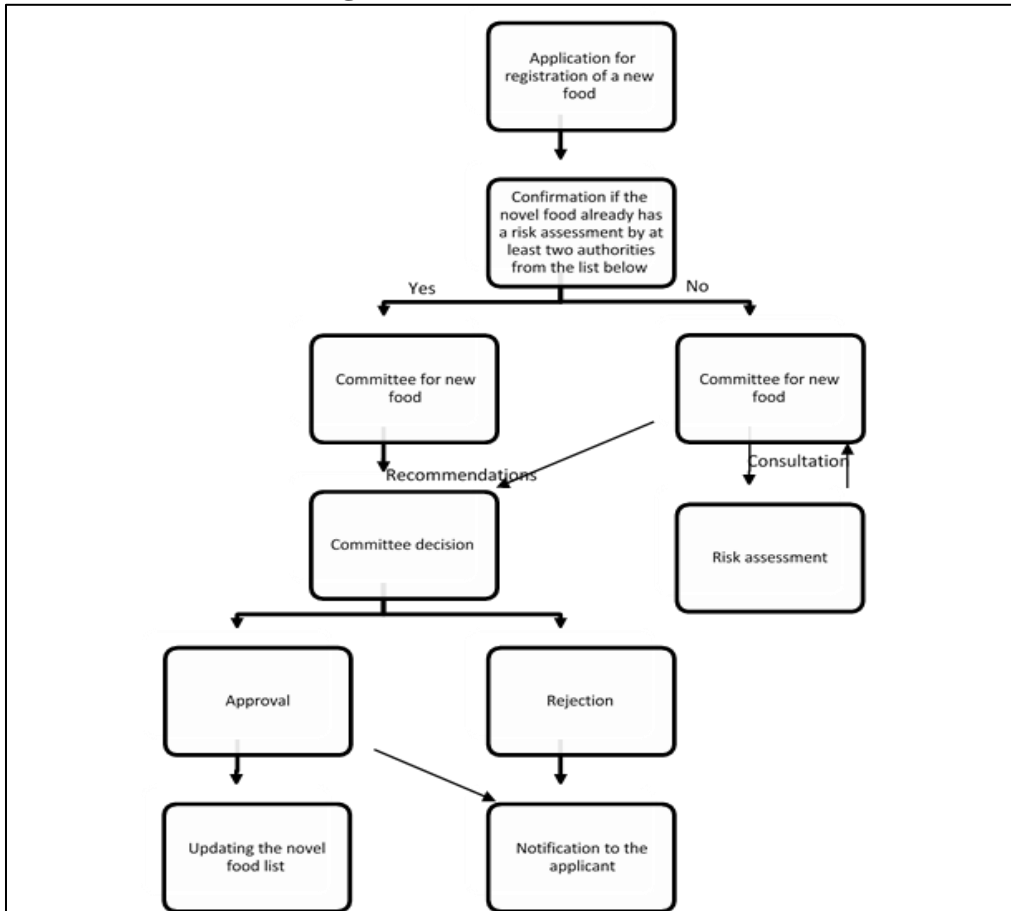 Application for
registration of a new
food
Confirmation if the
novel food already has
a risk assessment by at
least two authorities
from the list below
Yes
No
Committee for new
food
Committee for new
food
Recommendations
Consultation
Committee decision
Risk assessment
Approval
Rejection
Updating the novel
food list
Notification to the
applicant